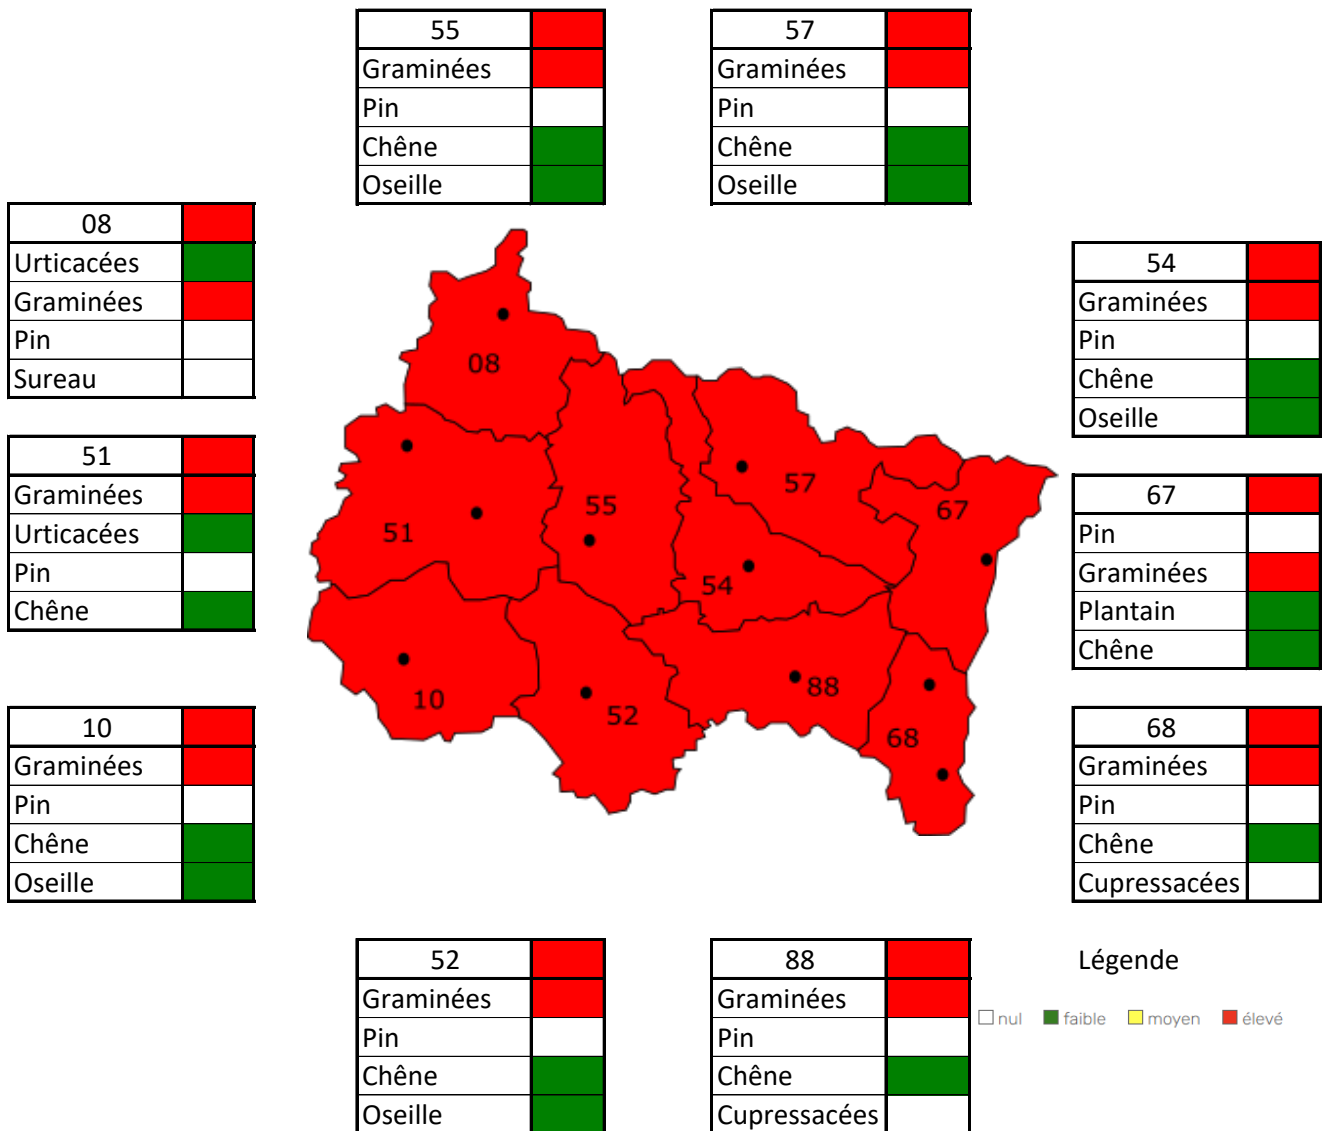 55
Graminées
Pin
Chêne
Oseille
57
Graminées
Pin
Chêne
Oseille
08
Urticacées
Graminées
Pin
Sureau
54
Graminées
Pin
Chêne
Oseille
51
Graminées
Urticacées
Pin
Chêne
67
Pin
Graminées
Plantain
Chêne
10
Graminées
Pin
Chêne
Oseille
68
Graminées
Pin
Chêne
Cupressacées
08
57
55
67
51
54
88
10
52
68
52
Graminées
Pin
Chêne
Oseille
88
Graminées
Pin
Chêne
Cupressacées
Légende
nul faible moyen élevé